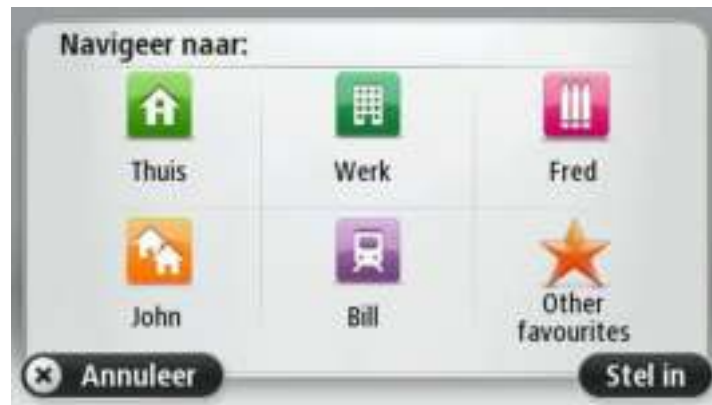 Navigeer naar:
Thuis
Werk
Fred
John
Bill
Other
favourites
Annuleer
Stel in